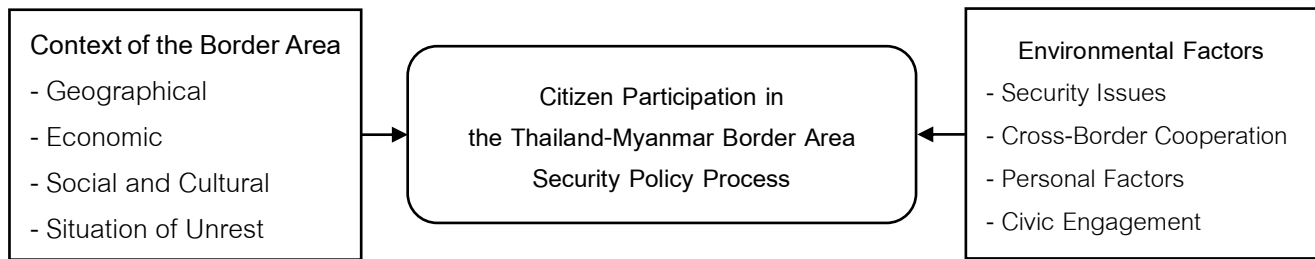 Context of the Border Area
- Geographical
- Economic
- Social and Cultural
- Situation of Unrest
Citizen Participation in
the Thailand-Myanmar Border Area
Security Policy Process
Environmental Factors
- Security Issues
- Cross-Border Cooperation
- Personal Factors
- Civic Engagement